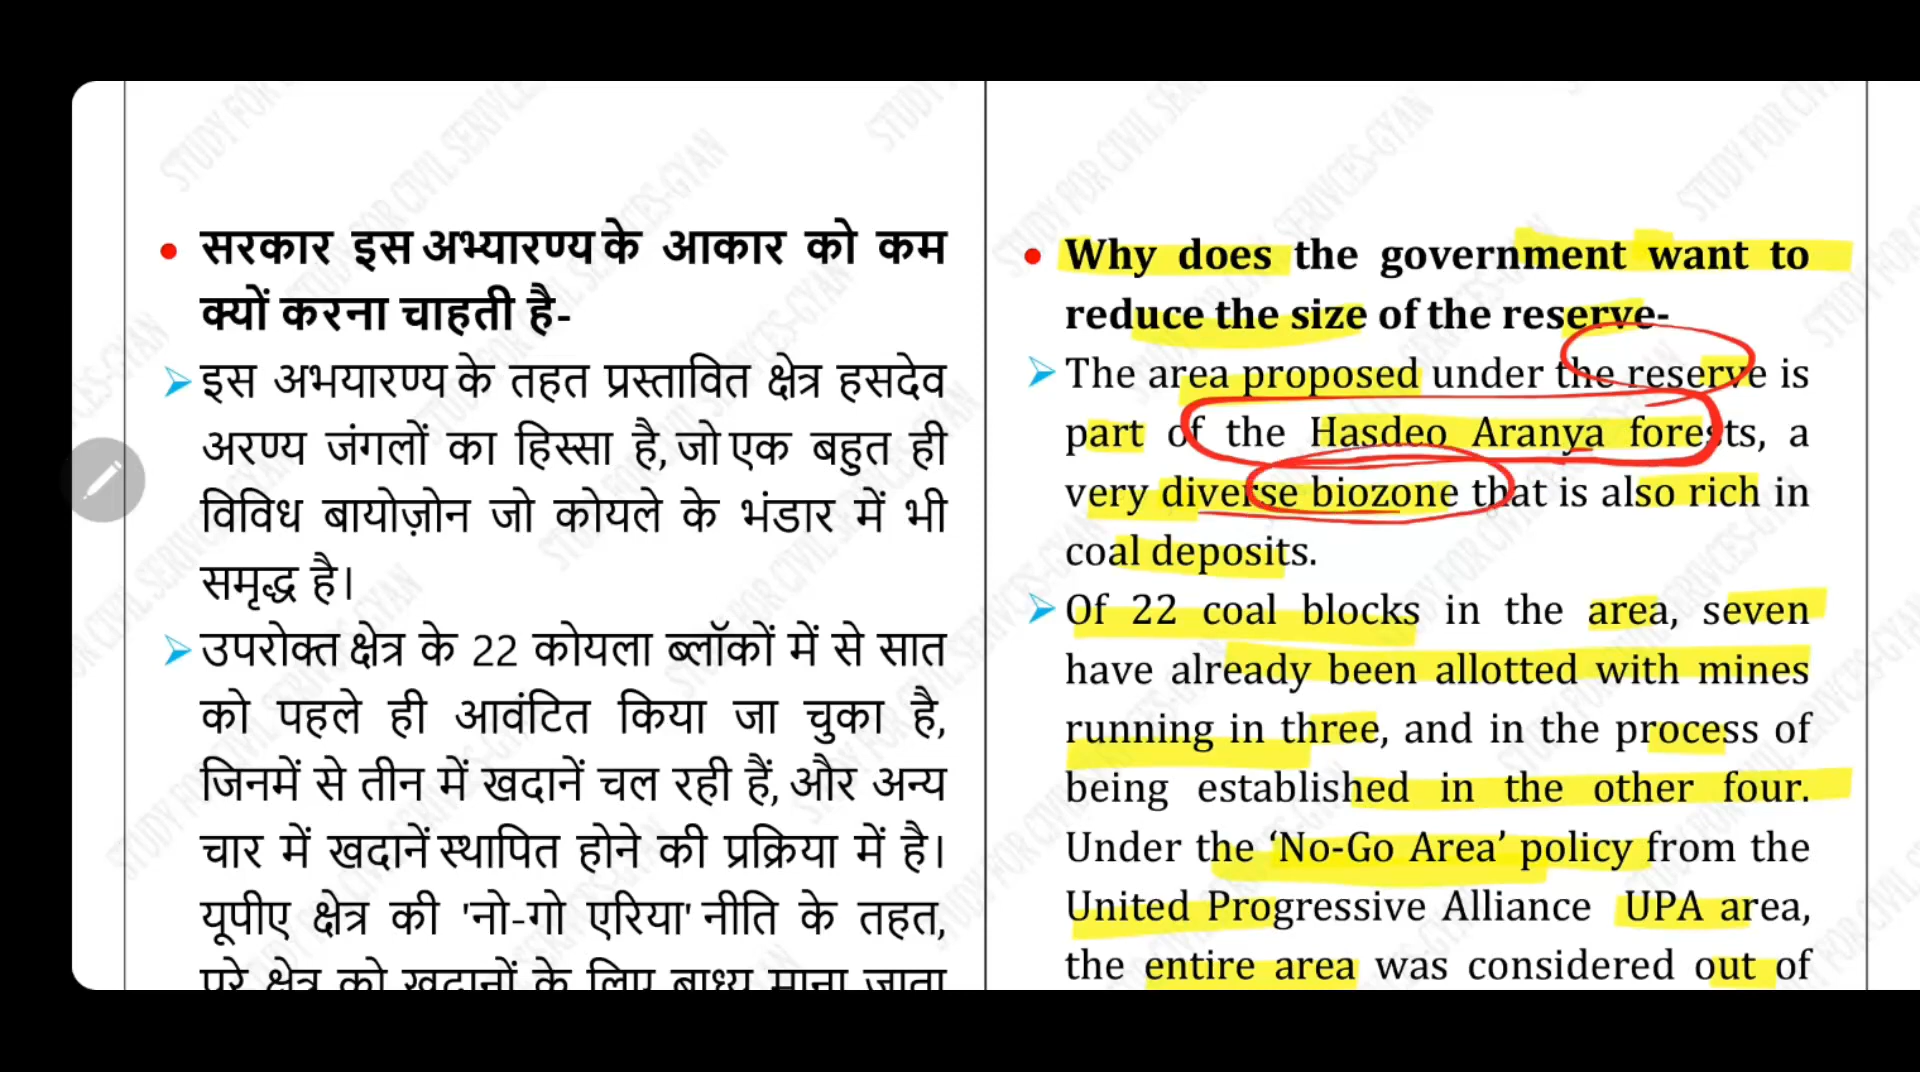 • सरकार इस अभ्यारण्य के आकार को कम
क्यों करना चाहती है-
➢ इस अभयारण्य के तहत प्रस्तावित क्षेत्र हसदेव
अरण्य जंगलों का हिस्सा है, जो एक बहुत ही
विविध बायोज़ोन जो कोयले के भंडार में भी
समृद्ध है।
➢ उपरोक्त क्षेत्र के 22 कोयला ब्लॉकों में से सात
को पहले ही आवंटित किया जा चुका है,
जिनमें से तीन में खदानें चल रही हैं, और अन्य
चार में खदानें स्थापित होने की प्रक्रिया में है।
यूपीए क्षेत्र की 'नो-गो एरिया' नीति के तहत,
पूरे क्षेत्र को खदानों के लिए बाध्य माना जाता
• Why does the government want to
reduce the size of the reserve-
➢ The area proposed under the reserve is
part of the Hasdeo Aranya forests, a
very diverse biozone that is also rich in
coal deposits.
➢ Of 22 coal blocks in the area, seven
have already been allotted with mines
running in three, and in the process of
being established in the other four.
Under the ‘No-Go Area’ policy from the
United Progressive Alliance UPA area,
the entire area was considered out of